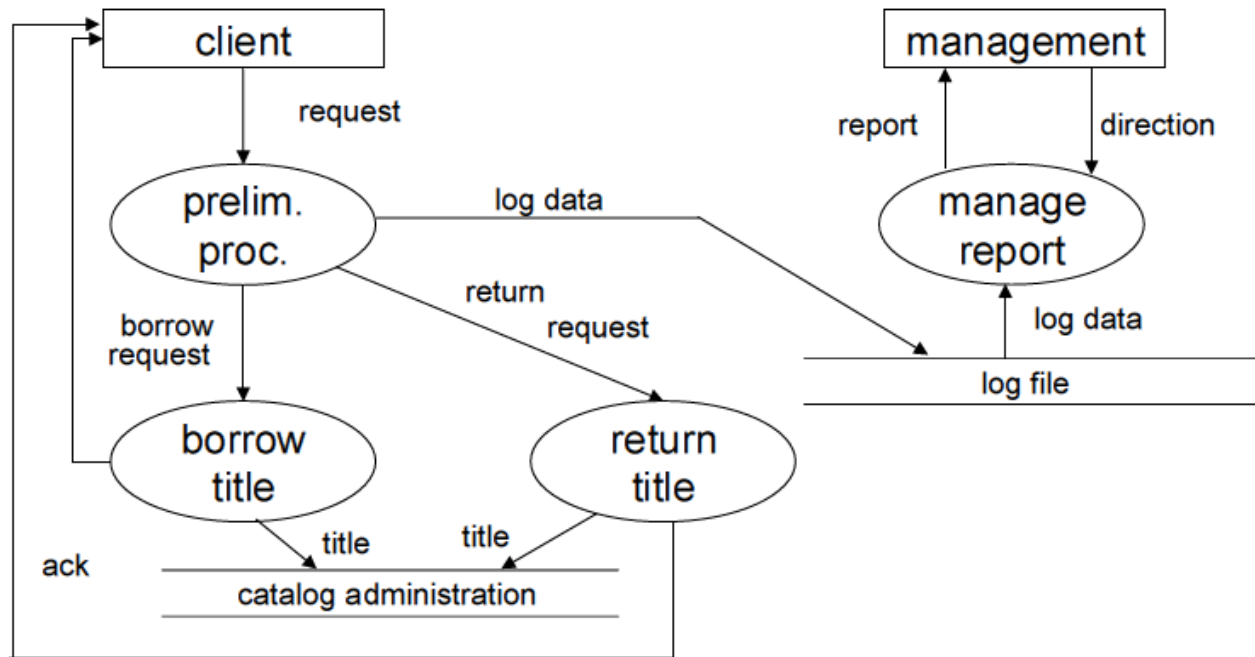 client
management
request
report
direction
prelim.
proc.
log data
manage
report
return
request
borrow
request
log data
log file
borrow
title
return
title
title
title
ack
catalog administration